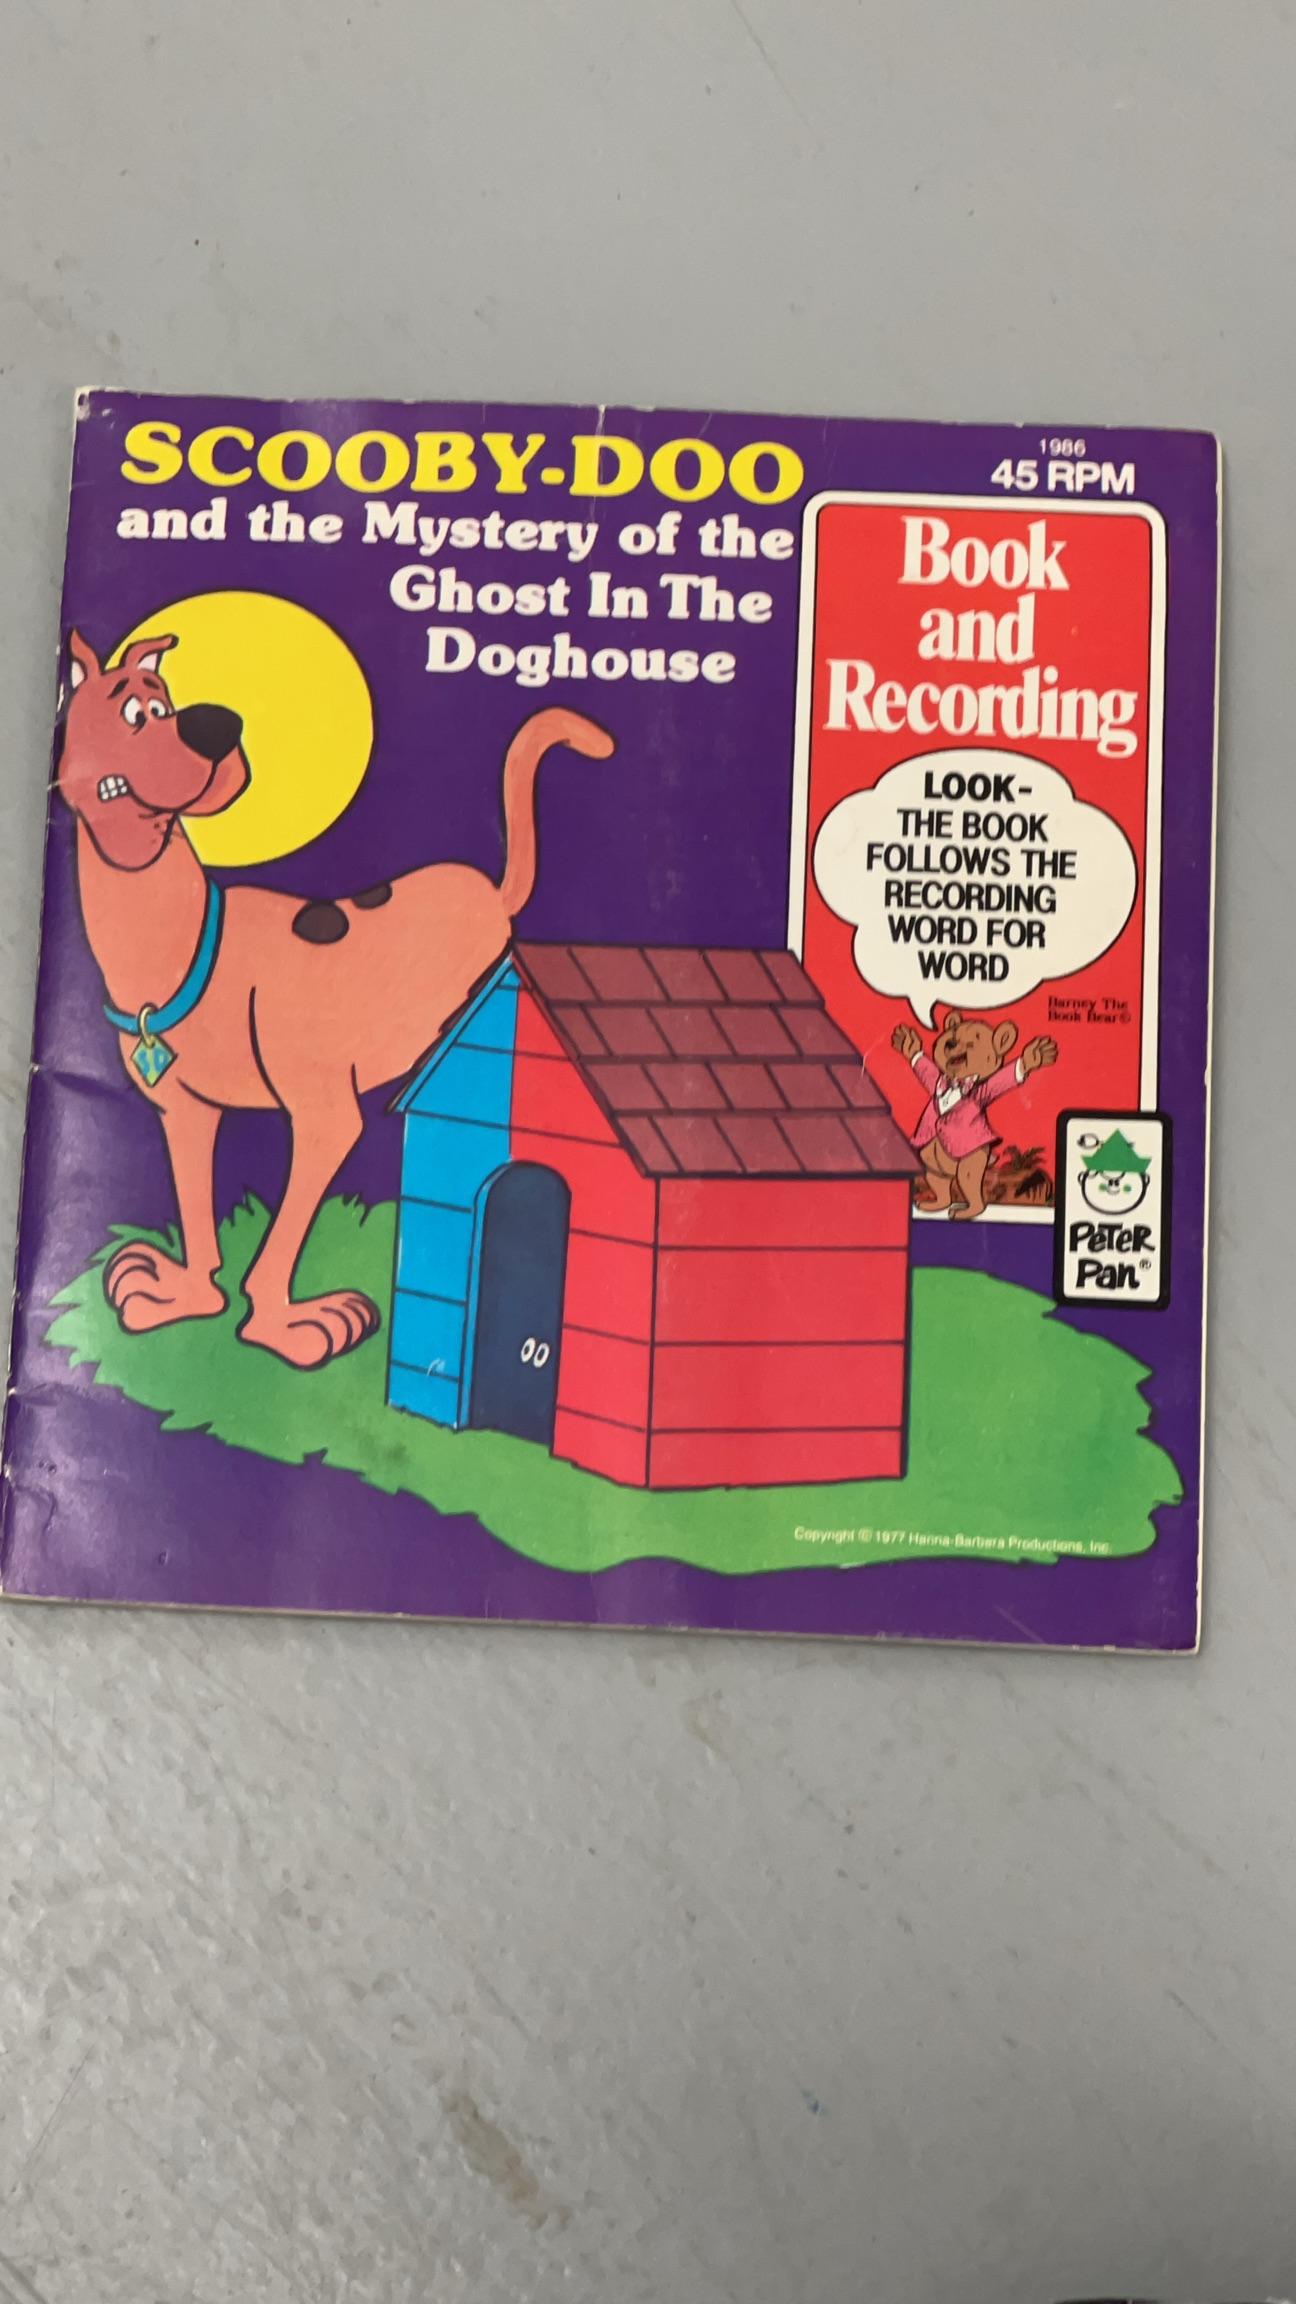 SCOOBY-DOO
and the Mystery of the
Ghost In The
Doghouse
1986
45 RPM
Book
and
Recording
LOOK-
THE BOOK
FOLLOWS THE
RECORDING
WORD FOR
WORD
Barney The
Book Bear©
SD
PETER
Pan®
Copyright © 1977 Hanna-Barbera Productions, Inc.